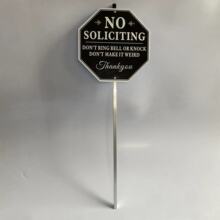 NO
SOLICITING
DON'T RING BELL OR KNOCK
DON'T MAKE IT WEIRD
Thankyou